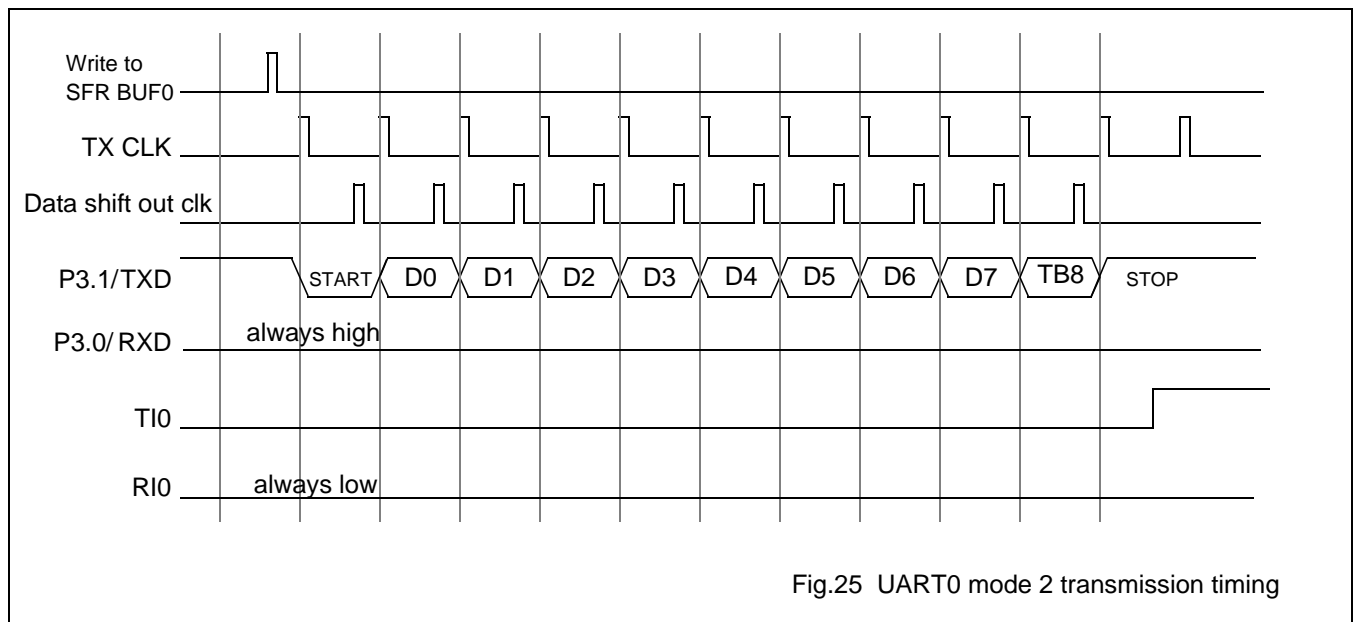 Write to
SFR BUF0
TX CLK
Data shift out clk
P3.1/TXD
START D0 D1 D2 D3 D4 D5 D6 D7 TB8 STOP
P3.0/ RXD
always high
TI0
RI0
always low
Fig.25 UART0 mode 2 transmission timing